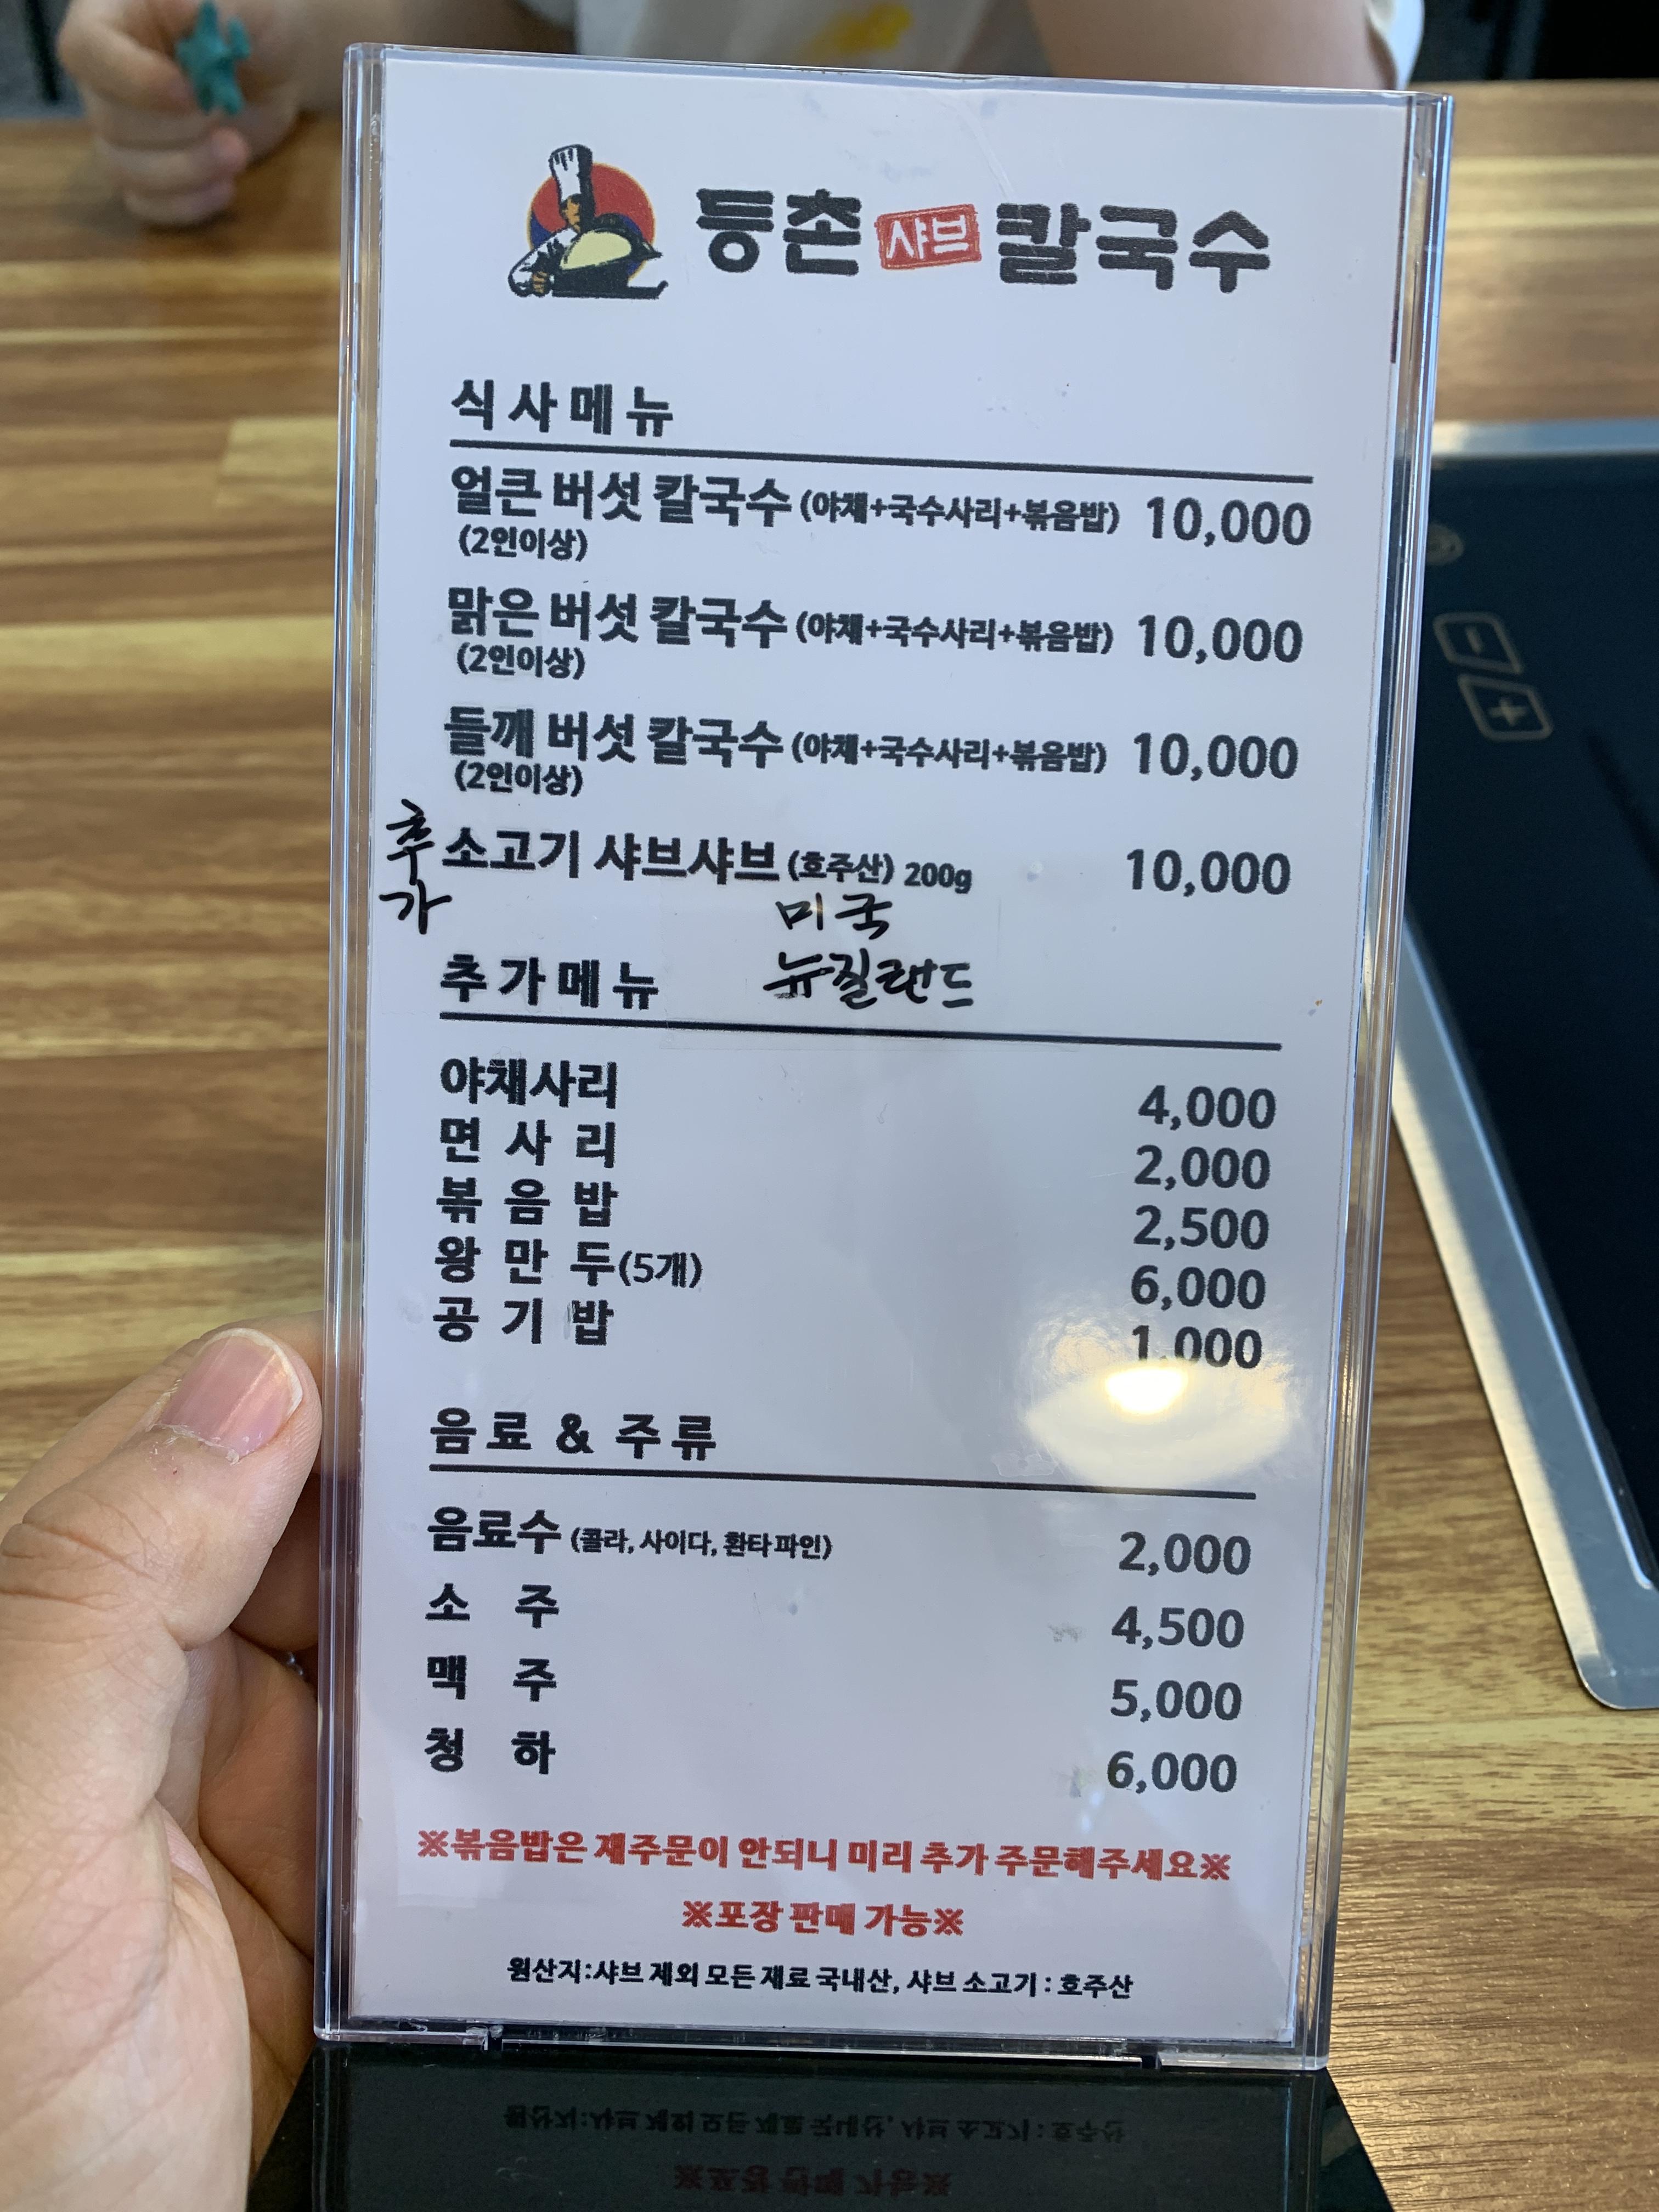 등촌 샤브 칼국수
식사메뉴
얼큰 버섯 칼국수 (야채+국수사리+볶음밥) 10,000
(2인이상)
맑은 버섯 칼국수 (야채+국수사리+볶음밥) 10,000
(2인이상)
들깨 버섯 칼국수 (야채+국수사리+볶음밥) 10,000
(2인이상)
추가 소고기 샤브샤브 (호주산) 200g 10,000
미국
뉴질랜드
추가메뉴
야채사리 4,000
면 사 리 2,000
볶 음 밥 2,500
왕 만 두(5개) 6,000
공 기 밥 1,000
음료 & 주류
음료수 (콜라, 사이다, 환타파인) 2,000
소 주 4,500
맥 주 5,000
청 하 6,000
※볶음밥은 재주문이 안되니 미리 추가 주문해주세요※
※포장 판매 가능※
원산지:샤브 제외 모든 재료 국내산, 샤브 소고기 : 호주산